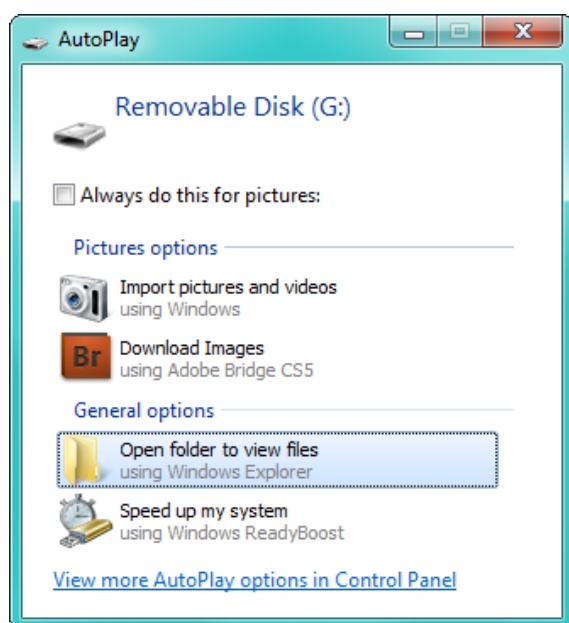 AutoPlay
Removable Disk (G:)
Always do this for pictures:
Pictures options
Import pictures and videos
using Windows
Br
Download Images
using Adobe Bridge CS5
General options
Open folder to view files
using Windows Explorer
Speed up my system
using Windows ReadyBoost
View more AutoPlay options in Control Panel